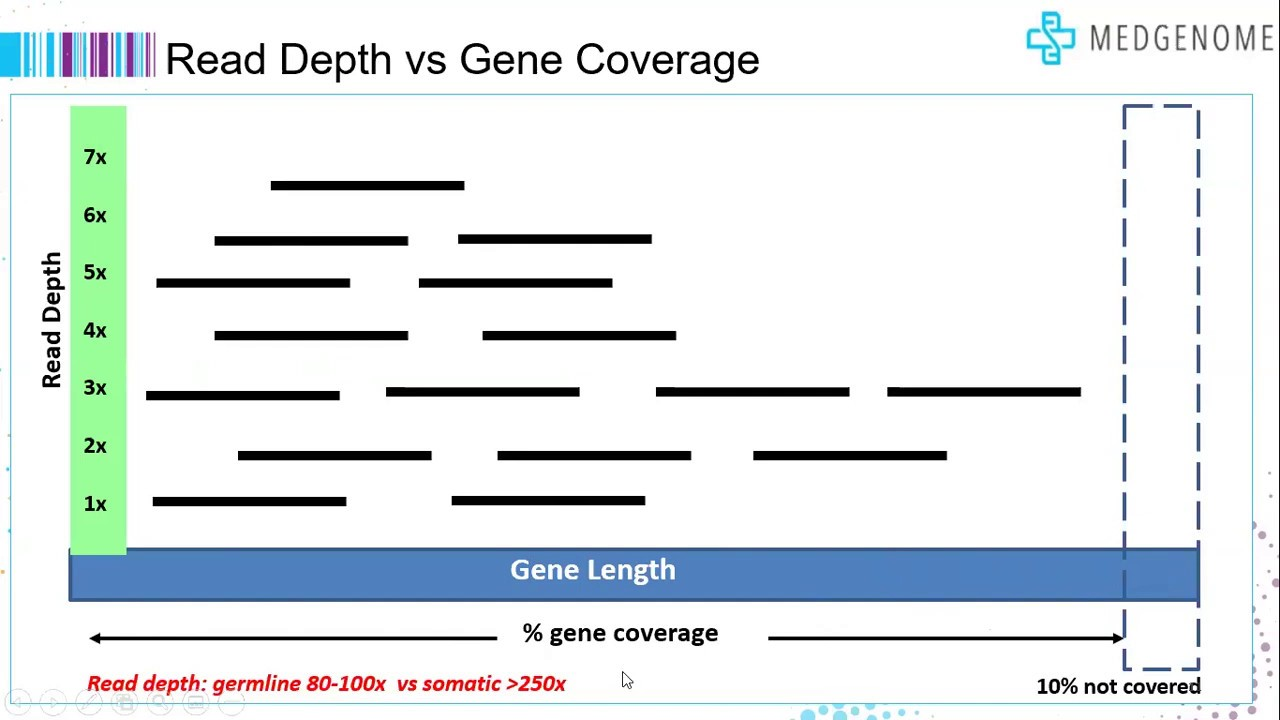 Read Depth vs Gene Coverage
MEDGENOME
Read Depth
7x
6x
5x
4x
3x
2x
1x
Gene Length
% gene coverage
Read depth: germline 80-100x vs somatic >250x
10% not covered